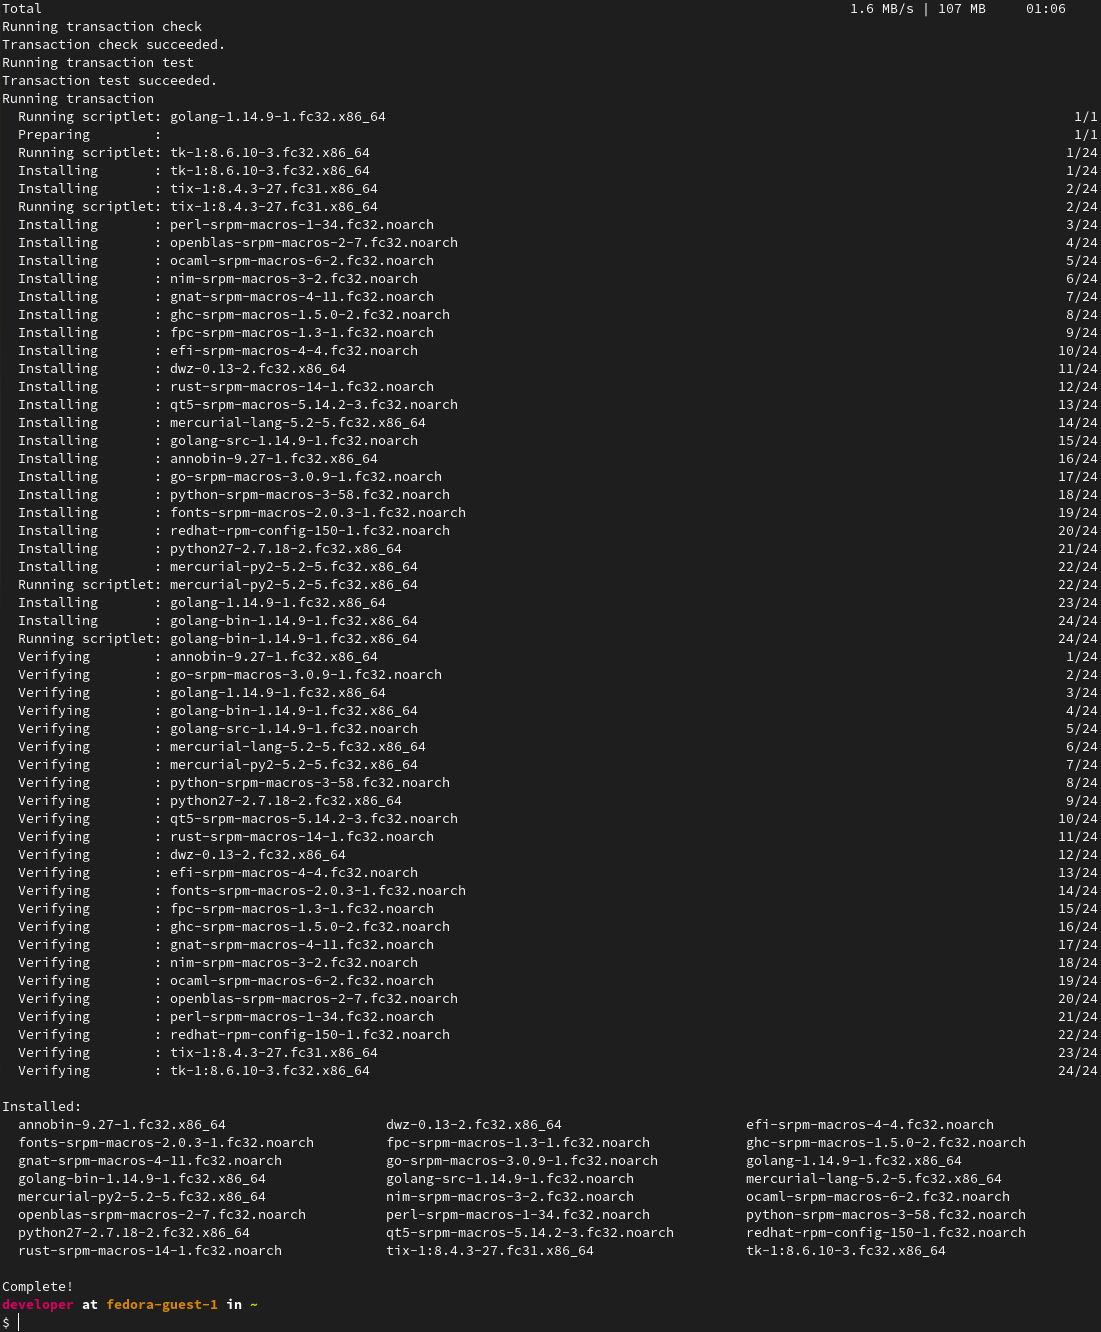 Total 1.6 MB/s | 107 MB 01:06
Running transaction check
Transaction check succeeded.
Running transaction test
Transaction test succeeded.
Running transaction
Running scriptlet: golang-1.14.9-1.fc32.x86_64 1/1
Preparing : 1/1
Running scriptlet: tk-1:8.6.10-3.fc32.x86_64 1/24
Installing : tk-1:8.6.10-3.fc32.x86_64 1/24
Installing : tix-1:8.4.3-27.fc31.x86_64 2/24
Running scriptlet: tix-1:8.4.3-27.fc31.x86_64 2/24
Installing : perl-srpm-macros-1-34.fc32.noarch 3/24
Installing : openblas-srpm-macros-2-7.fc32.noarch 4/24
Installing : ocaml-srpm-macros-6-2.fc32.noarch 5/24
Installing : nim-srpm-macros-3-2.fc32.noarch 6/24
Installing : gnat-srpm-macros-4-11.fc32.noarch 7/24
Installing : ghc-srpm-macros-1.5.0-2.fc32.noarch 8/24
Installing : fpc-srpm-macros-1.3-1.fc32.noarch 9/24
Installing : efi-srpm-macros-4-4.fc32.noarch 10/24
Installing : dwz-0.13-2.fc32.x86_64 11/24
Installing : rust-srpm-macros-14-1.fc32.noarch 12/24
Installing : qt5-srpm-macros-5.14.2-3.fc32.noarch 13/24
Installing : mercurial-lang-5.2-5.fc32.x86_64 14/24
Installing : golang-src-1.14.9-1.fc32.noarch 15/24
Installing : annobin-9.27-1.fc32.x86_64 16/24
Installing : go-srpm-macros-3.0.9-1.fc32.noarch 17/24
Installing : python-srpm-macros-3-58.fc32.noarch 18/24
Installing : fonts-srpm-macros-2.0.3-1.fc32.noarch 19/24
Installing : redhat-rpm-config-150-1.fc32.noarch 20/24
Installing : python27-2.7.18-2.fc32.x86_64 21/24
Installing : mercurial-py2-5.2-5.fc32.x86_64 22/24
Running scriptlet: mercurial-py2-5.2-5.fc32.x86_64 22/24
Installing : golang-1.14.9-1.fc32.x86_64 23/24
Installing : golang-bin-1.14.9-1.fc32.x86_64 24/24
Running scriptlet: golang-bin-1.14.9-1.fc32.x86_64 24/24
Verifying : annobin-9.27-1.fc32.x86_64 1/24
Verifying : go-srpm-macros-3.0.9-1.fc32.noarch 2/24
Verifying : golang-1.14.9-1.fc32.x86_64 3/24
Verifying : golang-bin-1.14.9-1.fc32.x86_64 4/24
Verifying : golang-src-1.14.9-1.fc32.noarch 5/24
Verifying : mercurial-lang-5.2-5.fc32.x86_64 6/24
Verifying : mercurial-py2-5.2-5.fc32.x86_64 7/24
Verifying : python-srpm-macros-3-58.fc32.noarch 8/24
Verifying : python27-2.7.18-2.fc32.x86_64 9/24
Verifying : qt5-srpm-macros-5.14.2-3.fc32.noarch 10/24
Verifying : rust-srpm-macros-14-1.fc32.noarch 11/24
Verifying : dwz-0.13-2.fc32.x86_64 12/24
Verifying : efi-srpm-macros-4-4.fc32.noarch 13/24
Verifying : fonts-srpm-macros-2.0.3-1.fc32.noarch 14/24
Verifying : fpc-srpm-macros-1.3-1.fc32.noarch 15/24
Verifying : ghc-srpm-macros-1.5.0-2.fc32.noarch 16/24
Verifying : gnat-srpm-macros-4-11.fc32.noarch 17/24
Verifying : nim-srpm-macros-3-2.fc32.noarch 18/24
Verifying : ocaml-srpm-macros-6-2.fc32.noarch 19/24
Verifying : openblas-srpm-macros-2-7.fc32.noarch 20/24
Verifying : perl-srpm-macros-1-34.fc32.noarch 21/24
Verifying : redhat-rpm-config-150-1.fc32.noarch 22/24
Verifying : tix-1:8.4.3-27.fc31.x86_64 23/24
Verifying : tk-1:8.6.10-3.fc32.x86_64 24/24
Installed:
annobin-9.27-1.fc32.x86_64 dwz-0.13-2.fc32.x86_64 efi-srpm-macros-4-4.fc32.noarch
fonts-srpm-macros-2.0.3-1.fc32.noarch fpc-srpm-macros-1.3-1.fc32.noarch ghc-srpm-macros-1.5.0-2.fc32.noarch
gnat-srpm-macros-4-11.fc32.noarch go-srpm-macros-3.0.9-1.fc32.noarch golang-1.14.9-1.fc32.x86_64
golang-bin-1.14.9-1.fc32.x86_64 golang-src-1.14.9-1.fc32.noarch mercurial-lang-5.2-5.fc32.x86_64
mercurial-py2-5.2-5.fc32.x86_64 nim-srpm-macros-3-2.fc32.noarch ocaml-srpm-macros-6-2.fc32.noarch
openblas-srpm-macros-2-7.fc32.noarch perl-srpm-macros-1-34.fc32.noarch python-srpm-macros-3-58.fc32.noarch
python27-2.7.18-2.fc32.x86_64 qt5-srpm-macros-5.14.2-3.fc32.noarch redhat-rpm-config-150-1.fc32.noarch
rust-srpm-macros-14-1.fc32.noarch tix-1:8.4.3-27.fc31.x86_64 tk-1:8.6.10-3.fc32.x86_64
Complete!
developer at fedora-guest-1 in ~
$